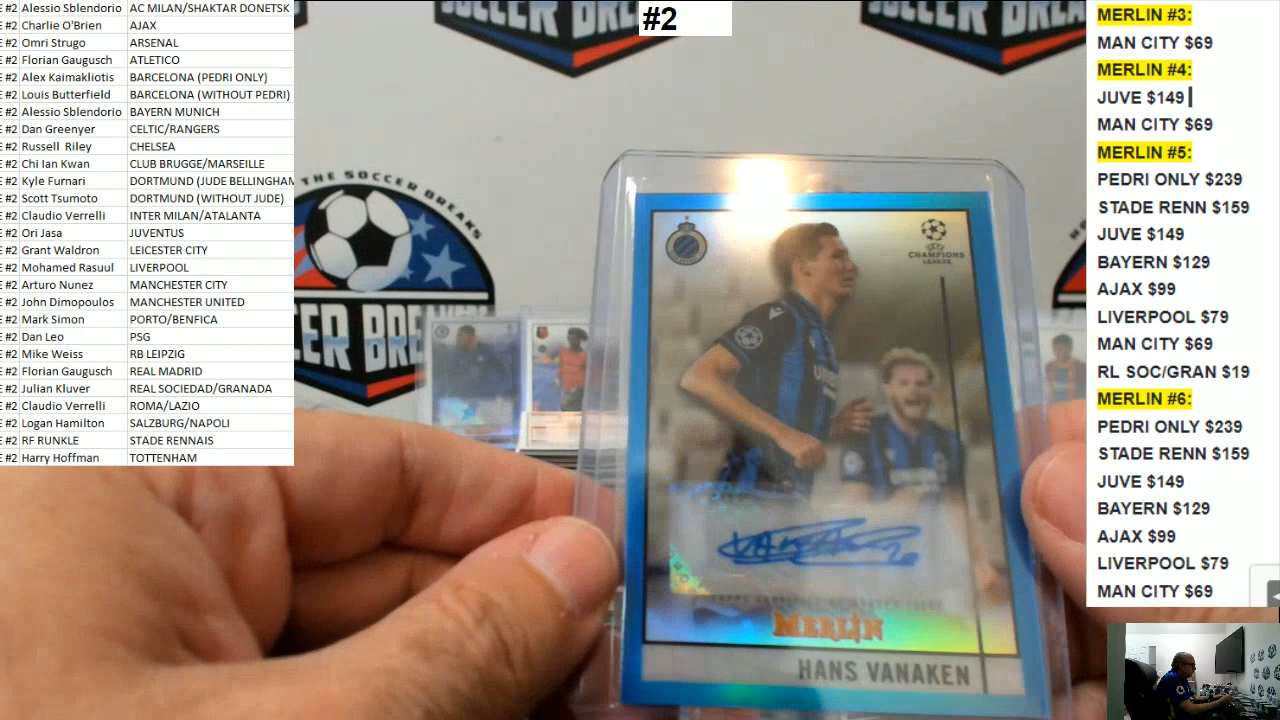 #2
E #2 Alessio Sblendorio AC MILAN/SHAKTAR DONETSK
E #2 Charlie O'Brien AJAX
E #2 Omri Strugo ARSENAL
E #2 Florian Gaugusch ATLETICO
E #2 Alex Kaimakliotis BARCELONA (PEDRI ONLY)
E #2 Louis Butterfield BARCELONA (WITHOUT PEDRI)
E #2 Alessio Sblendorio BAYERN MUNICH
E #2 Dan Greenyer CELTIC/RANGERS
E #2 Russell Riley CHELSEA
E #2 Chi Ian Kwan CLUB BRUGGE/MARSEILLE
E #2 Kyle Furnari DORTMUND (JUDE BELLINGHAM
E #2 Scott Tsumoto DORTMUND (WITHOUT JUDE)
E #2 Claudio Verrelli INTER MILAN/ATALANTA
E #2 Ori Jasa JUVENTUS
E #2 Grant Waldron LEICESTER CITY
E #2 Mohamed Rasuul LIVERPOOL
E #2 Arturo Nunez MANCHESTER CITY
E #2 John Dimopoulos MANCHESTER UNITED
E #2 Mark Simon PORTO/BENFICA
E #2 Dan Leo PSG
E #2 Mike Weiss RB LEIPZIG
E #2 Florian Gaugusch REAL MADRID
E #2 Julian Kluver REAL SOCIEDAD/GRANADA
E #2 Claudio Verrelli ROMA/LAZIO
E #2 Logan Hamilton SALZBURG/NAPOLI
E #2 RF RUNKLE STADE RENNAIS
E #2 Harry Hoffman TOTTENHAM
SOCCER BREAKS
THE SOCCER BREAKS
UEFA
CHAMPIONS
LEAGUE
MERLIN
HANS VANAKEN
MERLIN #3:
MAN CITY $69
MERLIN #4:
JUVE $149
MAN CITY $69
MERLIN #5:
PEDRI ONLY $239
STADE RENN $159
JUVE $149
BAYERN $129
AJAX $99
LIVERPOOL $79
MAN CITY $69
RL SOC/GRAN $19
MERLIN #6:
PEDRI ONLY $239
STADE RENN $159
JUVE $149
BAYERN $129
AJAX $99
LIVERPOOL $79
MAN CITY $69